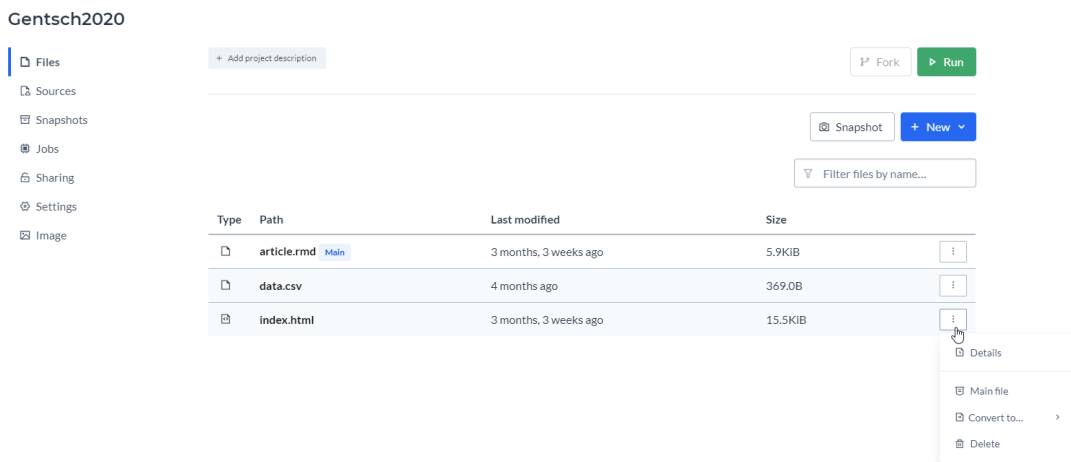 Gentsch2020
Files
Sources
Snapshots
Jobs
Sharing
Settings
Image
+ Add project description
Fork
Run
Snapshot
+ New
Filter files by name...
Type Path Last modified Size
article.rmd Main 3 months, 3 weeks ago 5.9KiB
data.csv 4 months ago 369.0B
index.html 3 months, 3 weeks ago 15.5KiB
Details
Main file
Convert to...
Delete